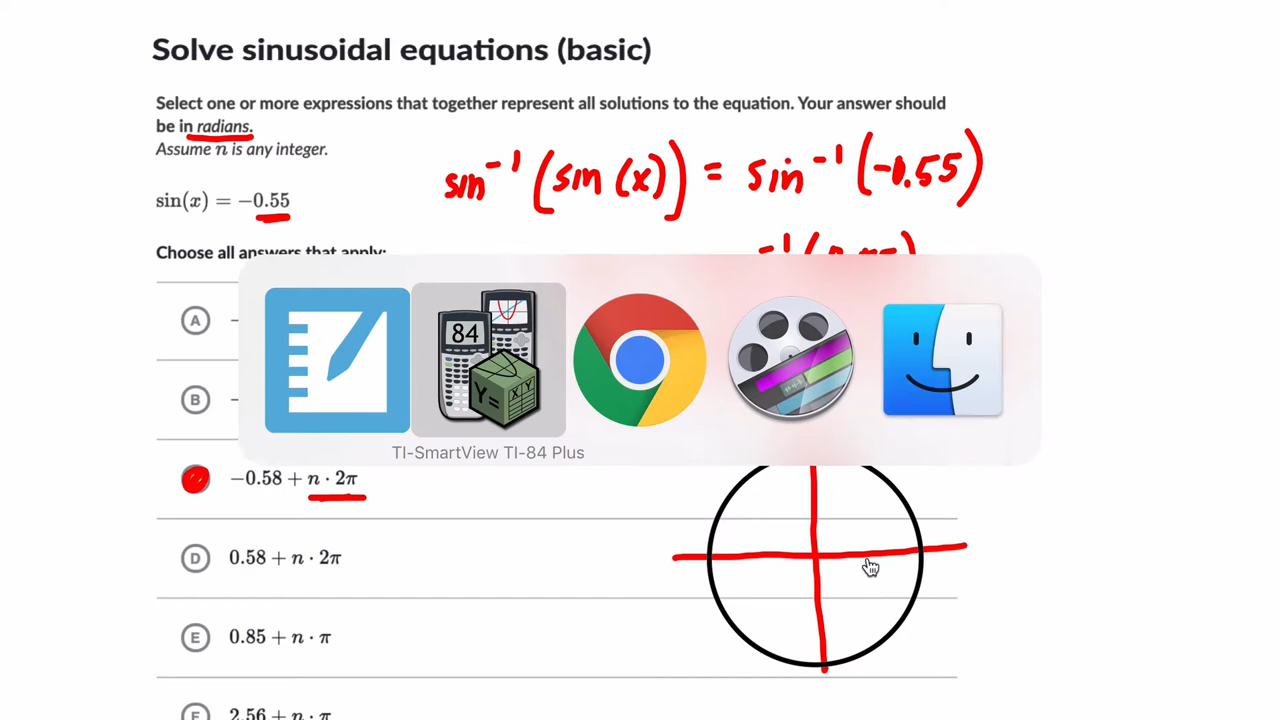 Solve sinusoidal equations (basic)
Select one or more expressions that together represent all solutions to the equation. Your answer should
be in radians.
Assume n is any integer.
sin⁻¹(sin(x)) = sin⁻¹(-0.55)
sin(x) = −0.55
Choose all answers that apply:
A
B
84
Y=
X Y
TI-SmartView TI-84 Plus
−0.58 + n · 2π
D 0.58 + n · 2π
E 0.85 + n · π
F 2.56 + n · π